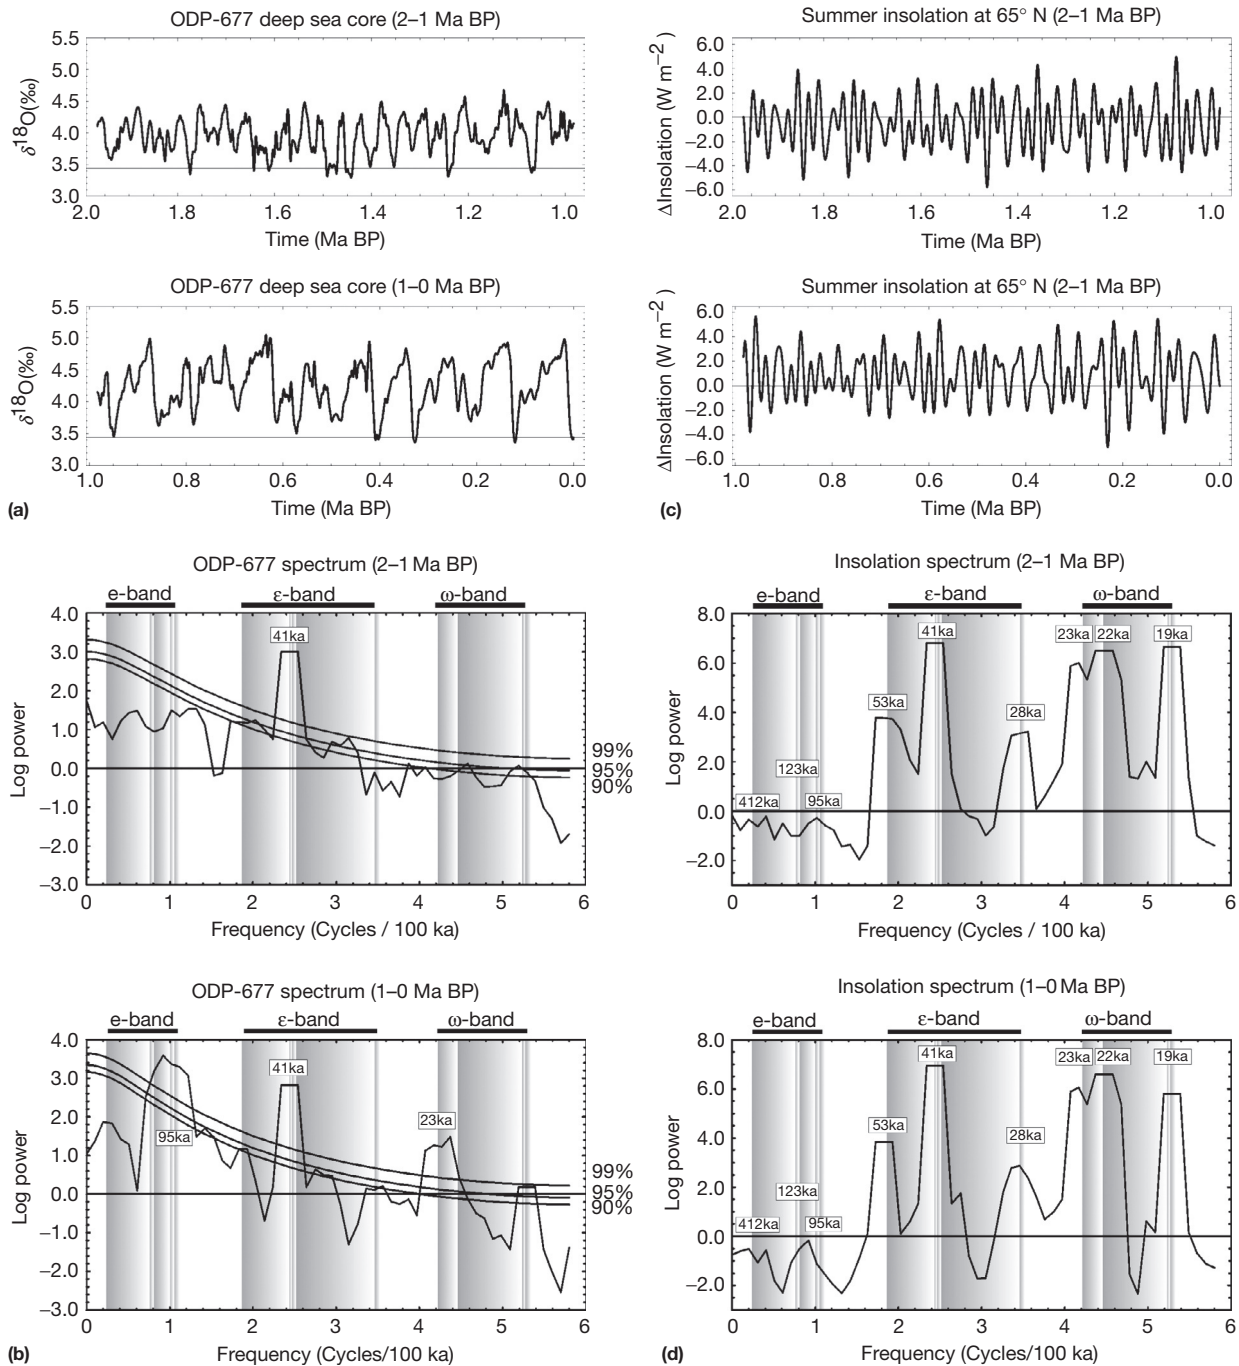 ODP-677 deep sea core (2–1 Ma BP)
5.5
5.0
4.5
4.0
3.5
3.0
δ18O(‰)
2.0 1.8 1.6 1.4 1.2 1.0
Time (Ma BP)
ODP-677 deep sea core (1–0 Ma BP)
5.5
5.0
4.5
4.0
3.5
3.0
δ18O(‰)
1.0 0.8 0.6 0.4 0.2 0.0
Time (Ma BP)
(a)
Summer insolation at 65° N (2–1 Ma BP)
6.0
4.0
2.0
0.0
−2.0
−4.0
−6.0
ΔInsolation (W m−2 )
2.0 1.8 1.6 1.4 1.2 1.0
Time (Ma BP)
Summer insolation at 65° N (2–1 Ma BP)
6.0
4.0
2.0
0.0
−2.0
−4.0
−6.0
ΔInsolation (W m−2 )
1.0 0.8 0.6 0.4 0.2 0.0
Time (Ma BP)
(c)
ODP-677 spectrum (2–1 Ma BP)
e-band ε-band ω-band
4.0
3.0
2.0
1.0
0.0
−1.0
−2.0
−3.0
Log power
41ka
99%
95%
90%
0 1 2 3 4 5 6
Frequency (Cycles / 100 ka)
ODP-677 spectrum (1–0 Ma BP)
e-band ε-band ω-band
4.0
3.0
2.0
1.0
0.0
−1.0
−2.0
−3.0
Log power
41ka
23ka
95ka
99%
95%
90%
0 1 2 3 4 5 6
Frequency (Cycles/100 ka)
(b)
Insolation spectrum (2–1 Ma BP)
e-band ε-band ω-band
8.0
6.0
4.0
2.0
0.0
−2.0
Log power
41ka
23ka 22ka 19ka
53ka
28ka
123ka
412ka 95ka
0 1 2 3 4 5 6
Frequency (Cycles / 100 ka)
Insolation spectrum (1–0 Ma BP)
e-band ε-band ω-band
8.0
6.0
4.0
2.0
0.0
−2.0
Log power
41ka
23ka 22ka 19ka
53ka
28ka
123ka
412ka 95ka
0 1 2 3 4 5 6
Frequency (Cycles/100 ka)
(d)